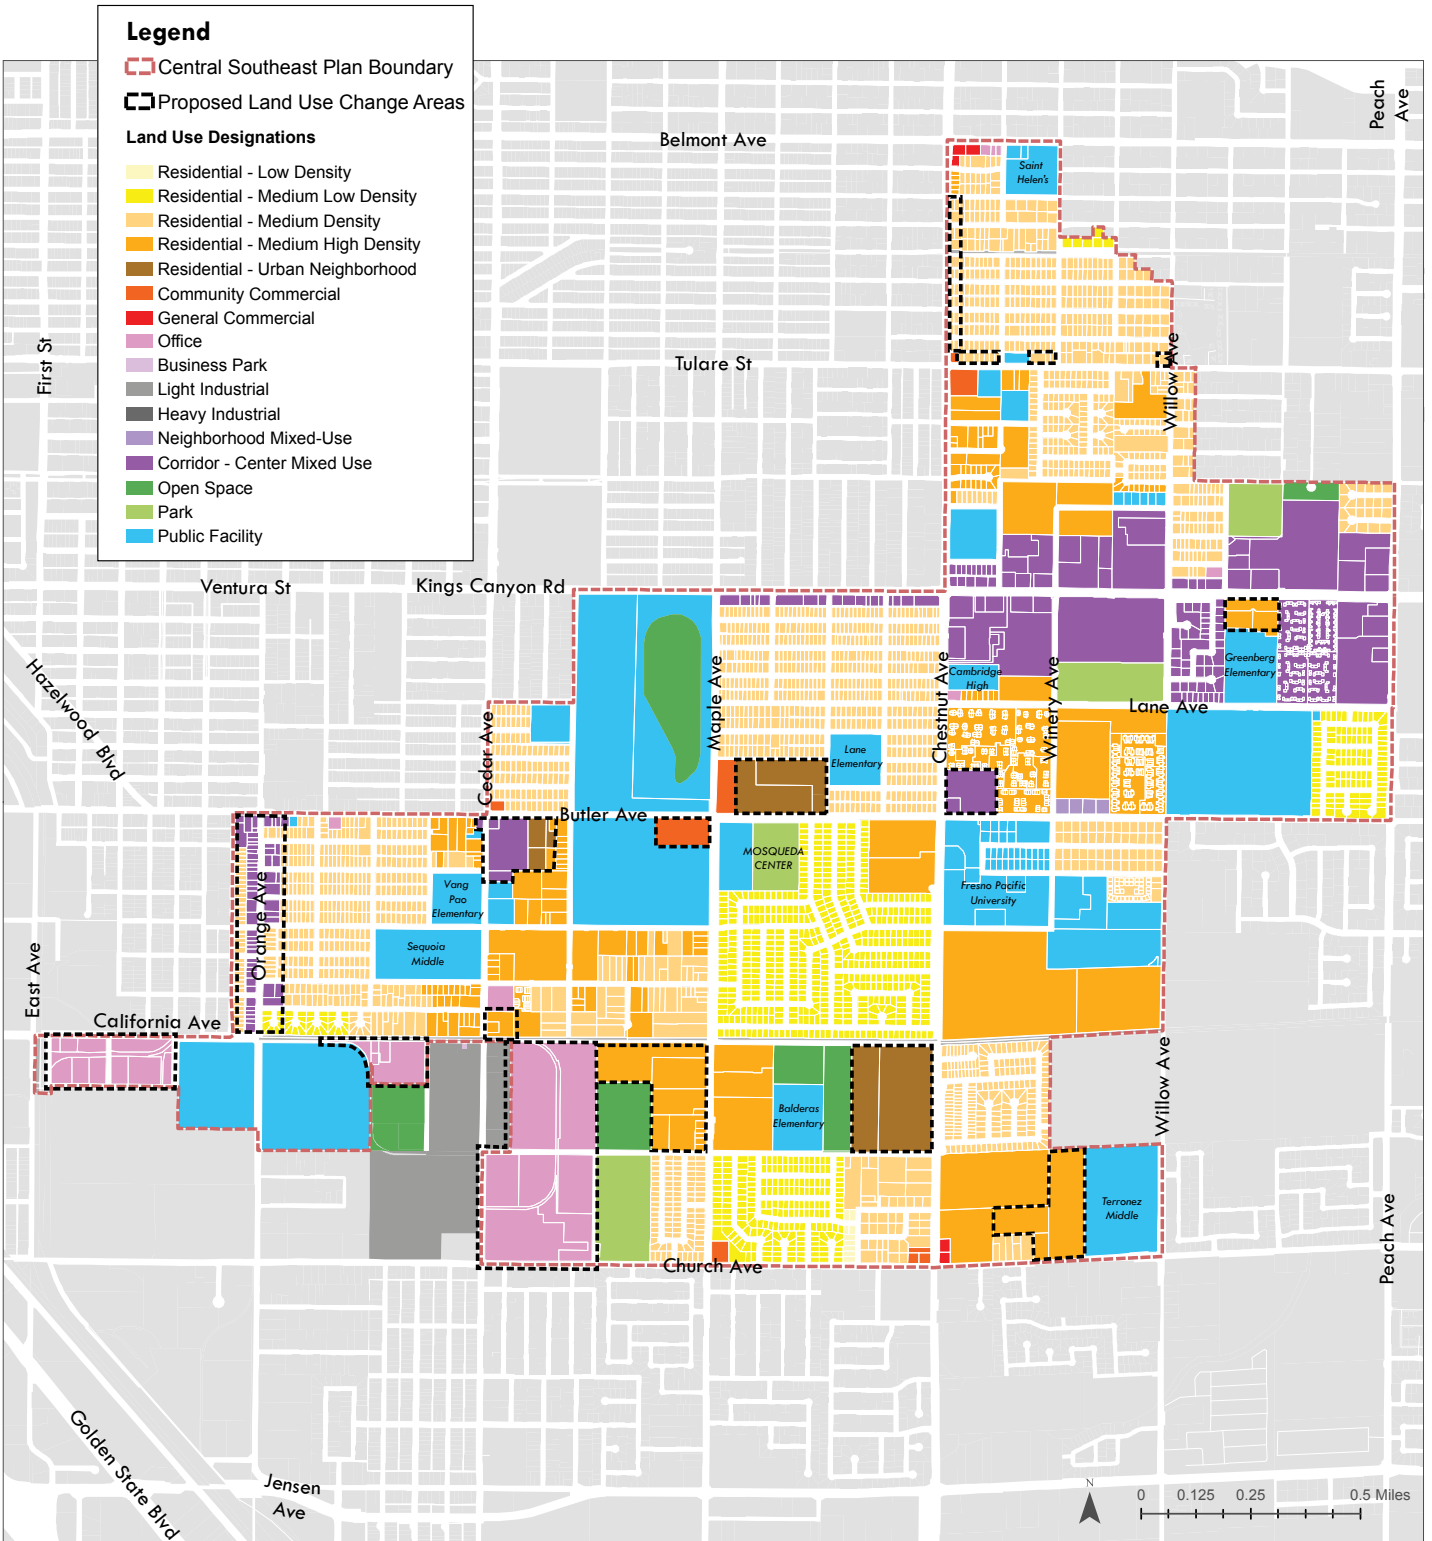 Legend
Central Southeast Plan Boundary
Proposed Land Use Change Areas
Land Use Designations
Residential - Low Density
Residential - Medium Low Density
Residential - Medium Density
Residential - Medium High Density
Residential - Urban Neighborhood
Community Commercial
General Commercial
Office
Business Park
Light Industrial
Heavy Industrial
Neighborhood Mixed-Use
Corridor - Center Mixed Use
Open Space
Park
Public Facility
Peach
Ave
Belmont Ave
Saint
Helen's
First St
Tulare St
Willow Ave
Ventura St
Kings Canyon Rd
Hazelwood Blvd
Cedar Ave
Maple Ave
Chestnut Ave
Winery Ave
Cambridge
High
Greenberg
Elementary
Lane Ave
Lane
Elementary
Butler Ave
MOSQUEDA
CENTER
Vang
Pao
Elementary
Fresno Pacific
University
Orange Ave
Sequoia
Middle
East Ave
California Ave
Balderas
Elementary
Willow Ave
Terronez
Middle
Peach Ave
Church Ave
Golden State Blvd
Jensen
Ave
N
0 0.125 0.25 0.5 Miles